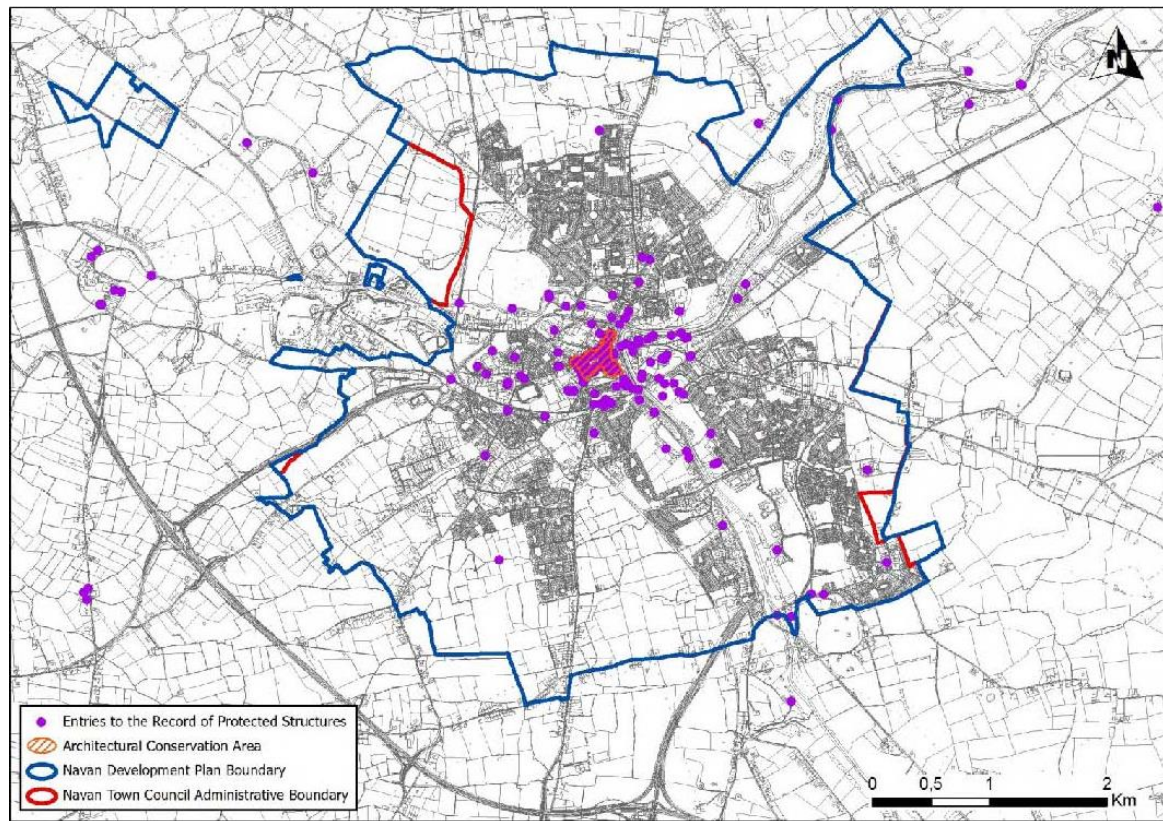 N
Entries to the Record of Protected Structures
Architectural Conservation Area
Navan Development Plan Boundary
Navan Town Council Administrative Boundary
0 0,5 1 2
Km